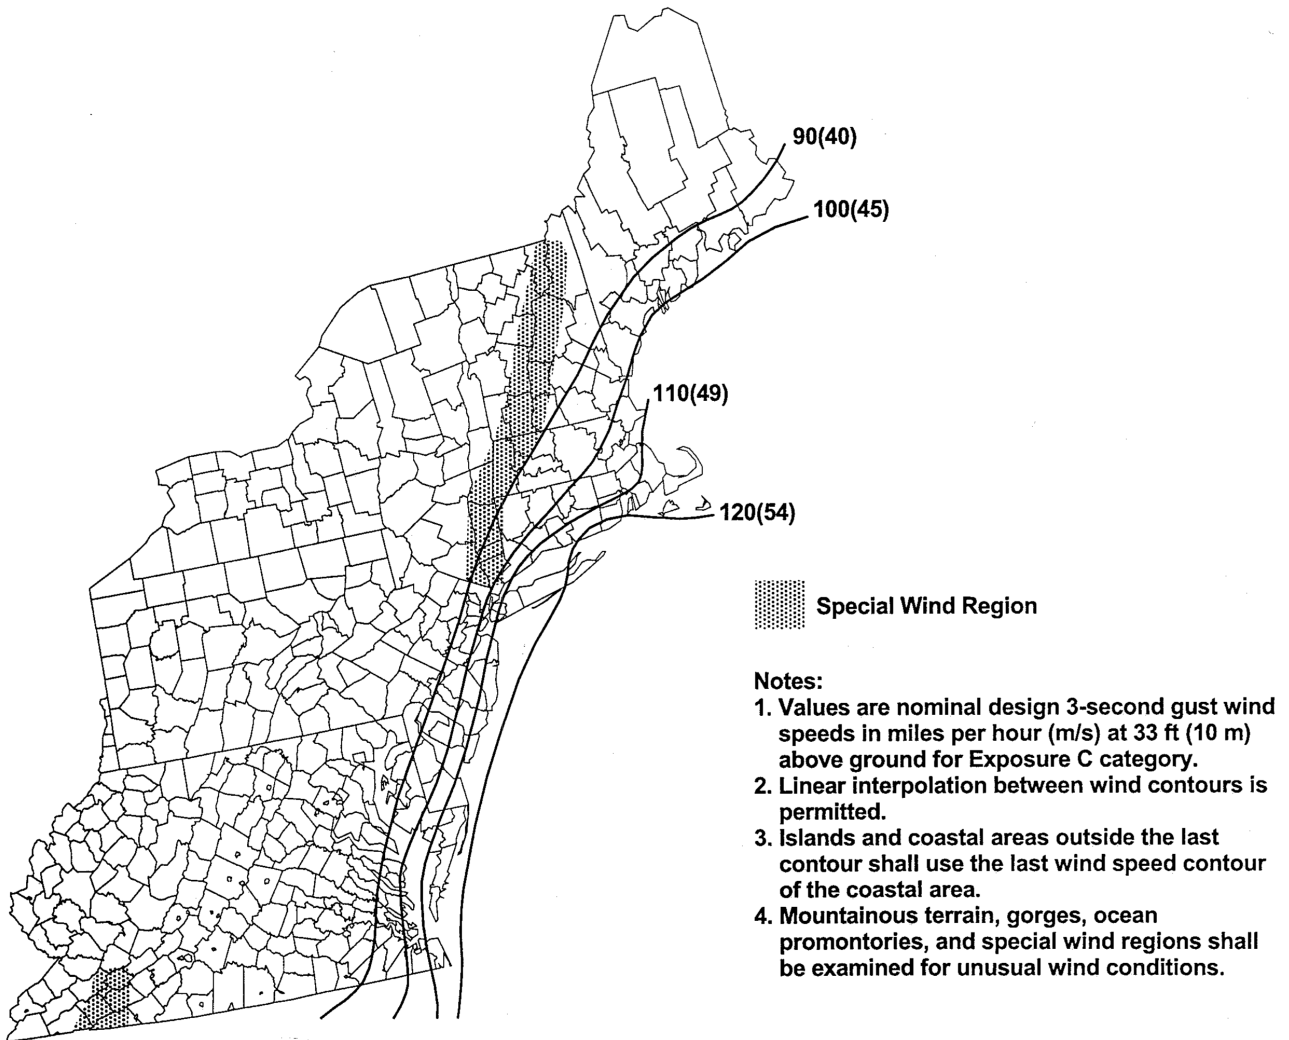 90(40)
100(45)
110(49)
120(54)
Special Wind Region
Notes:
1. Values are nominal design 3-second gust wind
speeds in miles per hour (m/s) at 33 ft (10 m)
above ground for Exposure C category.
2. Linear interpolation between wind contours is
permitted.
3. Islands and coastal areas outside the last
contour shall use the last wind speed contour
of the coastal area.
4. Mountainous terrain, gorges, ocean
promontories, and special wind regions shall
be examined for unusual wind conditions.